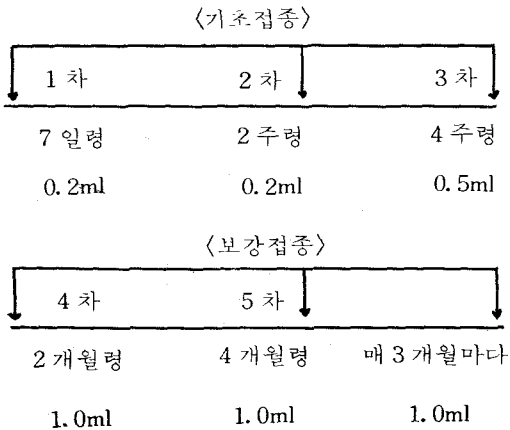 〈기초접종〉
1차 2차 3차
7일령 2주령 4주령
0.2ml 0.2ml 0.5ml
〈보강접종〉
4차 5차
2개월령 4개월령 매3개월마다
1.0ml 1.0ml 1.0ml